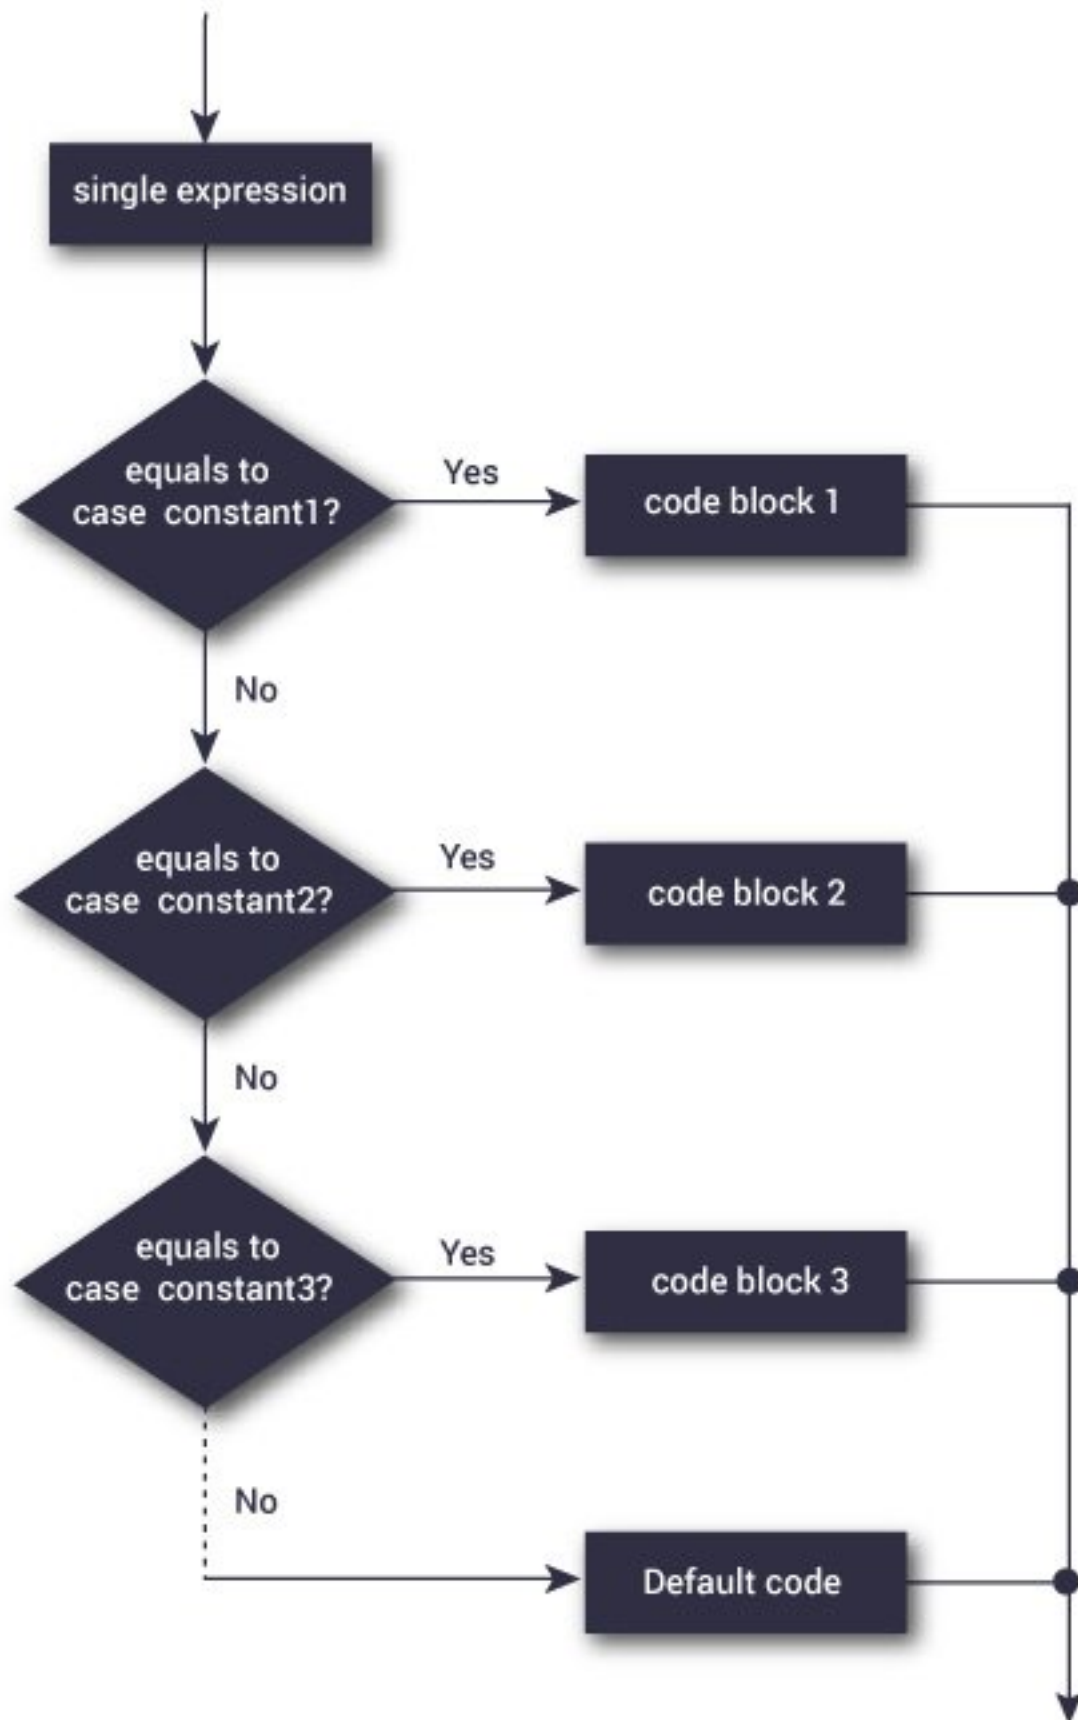 single expression
equals to
case constant1?
Yes
code block 1
No
equals to
case constant2?
Yes
code block 2
No
equals to
case constant3?
Yes
code block 3
No
Default code